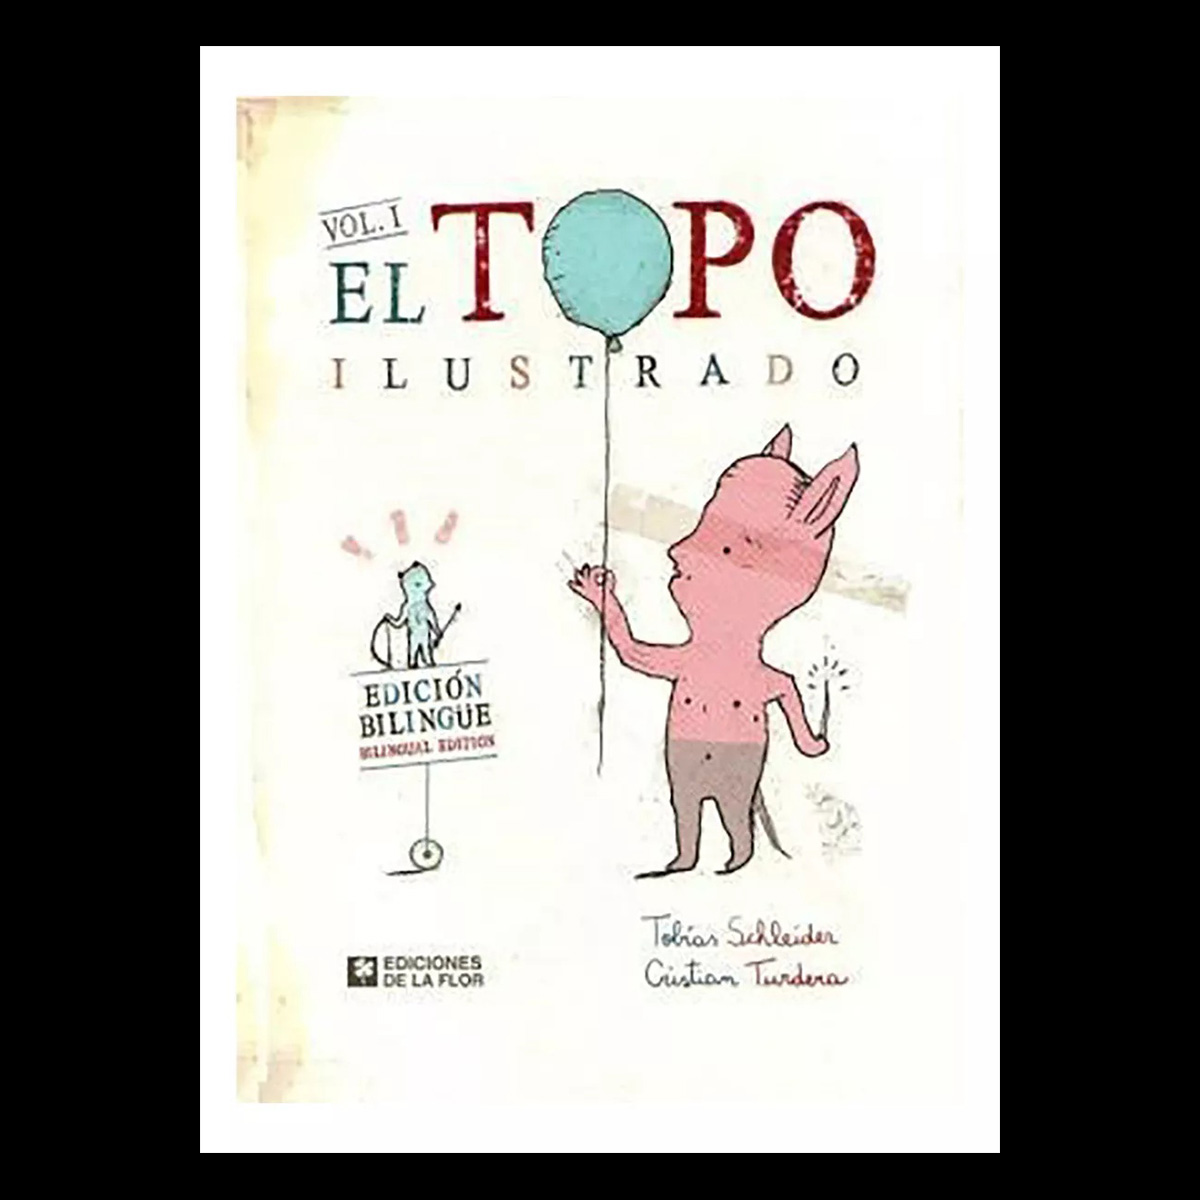 VOL. I
EL TOPO
ILUSTRADO
EDICIÓN
BILINGÜE
BILINGUAL EDITION
Tobías Schleider
Cristian Turdera
EDICIONES
DE LA FLOR